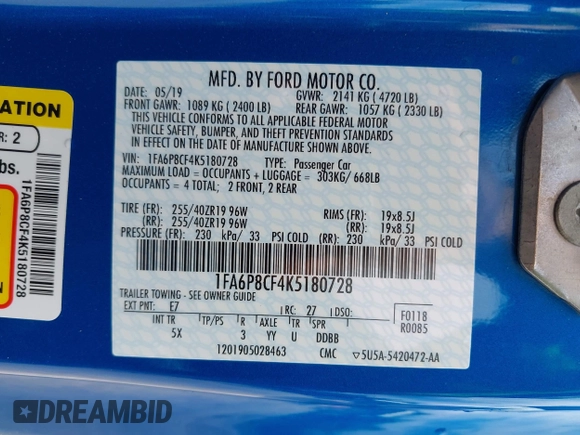 MFD. BY FORD MOTOR CO.
DATE: 05/19 GVWR: 2141 KG ( 4720 LB)
FRONT GAWR: 1089 KG ( 2400 LB) REAR GAWR: 1057 KG ( 2330 LB)
THIS VEHICLE CONFORMS TO ALL APPLICABLE FEDERAL MOTOR
VEHICLE SAFETY, BUMPER, AND THEFT PREVENTION STANDARDS
IN EFFECT ON THE DATE OF MANUFACTURE SHOWN ABOVE.
VIN: 1FA6P8CF4K5180728 TYPE: Passenger Car
MAXIMUM LOAD = OCCUPANTS + LUGGAGE = 303KG/ 668LB
OCCUPANTS = 4 TOTAL; 2 FRONT, 2 REAR
TIRE (FR): 255/40ZR19 96W RIMS (FR): 19x8.5J
(RR): 255/40ZR19 96W (RR): 19x8.5J
PRESSURE (FR): 230 kPa/ 33 PSI COLD (RR): 230 kPa/ 33 PSI COLD
1FA6P8CF4K5180728
TRAILER TOWING - SEE OWNER GUIDE
EXT PNT: E7 RC: 27 DSO: F0118
INT TR TP/PS R AXLE TR SPR R0085
5X 3 YY U DDBB
1201905028463 CMC 5U5A-5420472-AA
ATION
R: 2
lbs.
1FA6P8CF4K5180728
DREAMBID